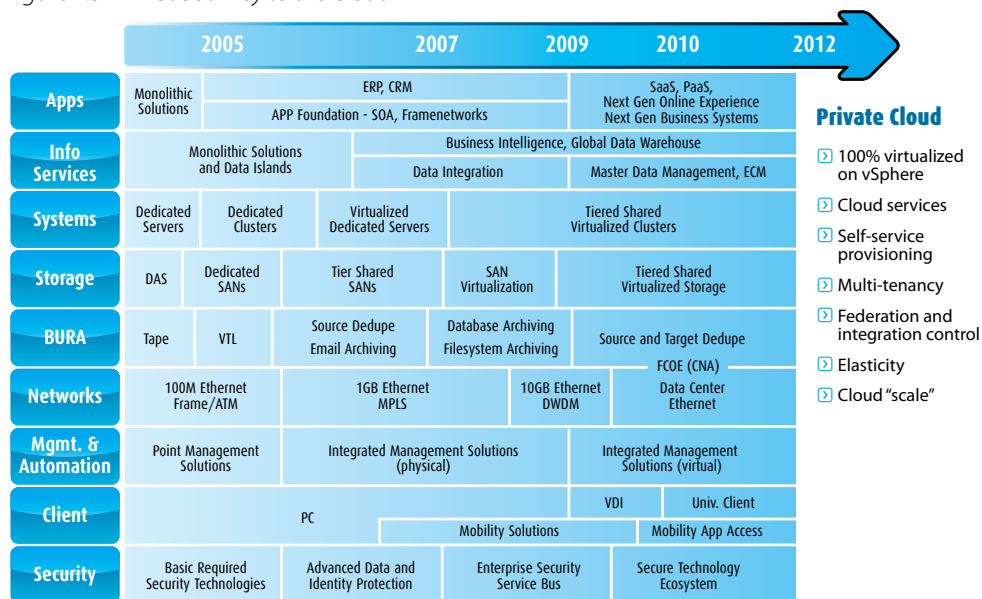 2005 2007 2009 2010 2012
Apps
Monolithic
Solutions
ERP, CRM
APP Foundation - SOA, Framenetworks
SaaS, PaaS,
Next Gen Online Experience
Next Gen Business Systems
Info
Services
Monolithic Solutions
and Data Islands
Business Intelligence, Global Data Warehouse
Data Integration
Master Data Management, ECM
Systems
Dedicated
Servers
Dedicated
Clusters
Virtualized
Dedicated Servers
Tiered Shared
Virtualized Clusters
Storage
DAS
Dedicated
SANs
Tier Shared
SANs
SAN
Virtualization
Tiered Shared
Virtualized Storage
BURA
Tape
VTL
Source Dedupe
Email Archiving
Database Archiving
Filesystem Archiving
Source and Target Dedupe
FCOE (CNA)
Networks
100M Ethernet
Frame/ATM
1GB Ethernet
MPLS
10GB Ethernet
DWDM
Data Center
Ethernet
Mgmt. &
Automation
Point Management
Solutions
Integrated Management Solutions
(physical)
Integrated Management
Solutions (virtual)
Client
PC
VDI
Univ. Client
Mobility Solutions
Mobility App Access
Security
Basic Required
Security Technologies
Advanced Data and
Identity Protection
Enterprise Security
Service Bus
Secure Technology
Ecosystem
Private Cloud
100% virtualized
on vSphere
Cloud services
Self-service
provisioning
Multi-tenancy
Federation and
integration control
Elasticity
Cloud "scale"